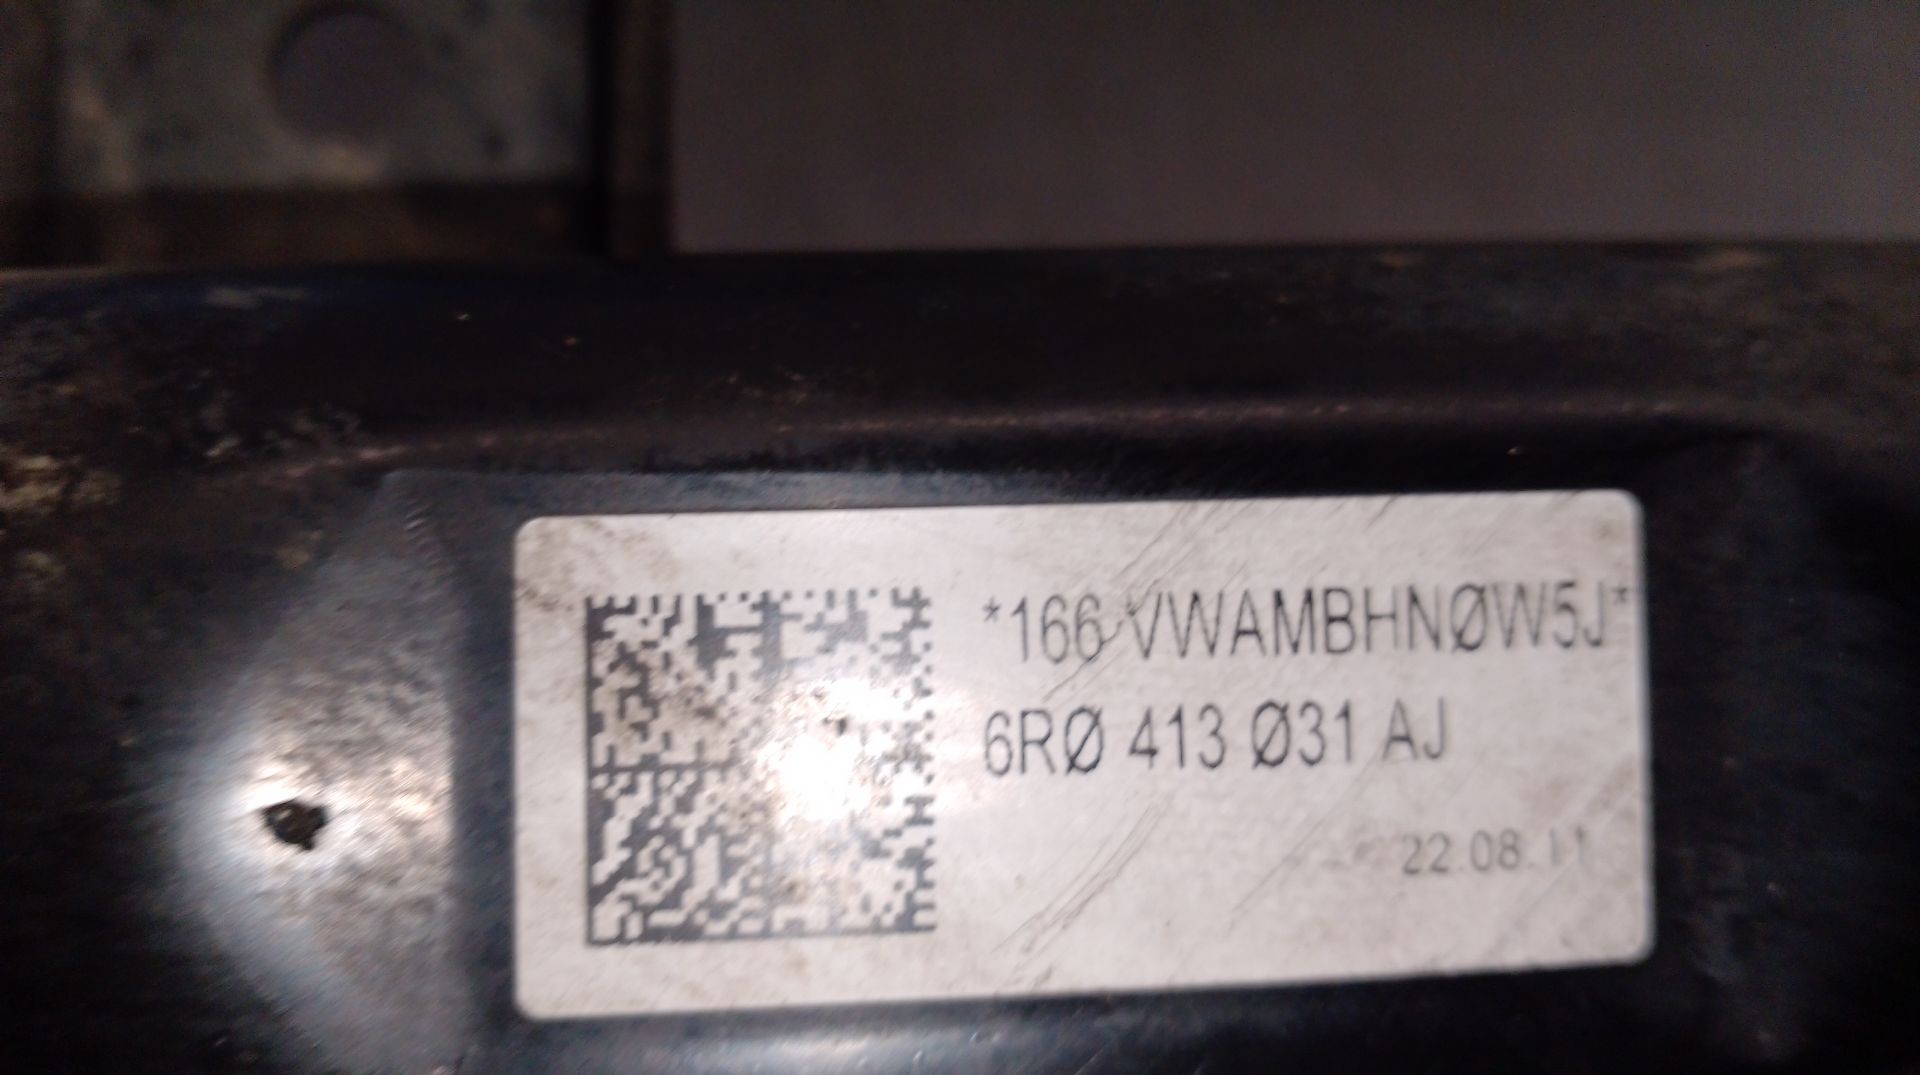 *166 VWAMBHNØW5J*
6RØ 413 Ø31 AJ
22.08.11